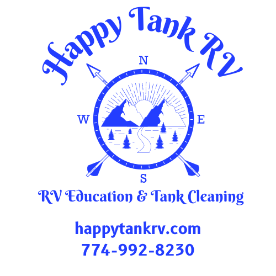 Happy Tank RV
N
W E
S
RV Education & Tank Cleaning
happytankrv.com
774-992-8230